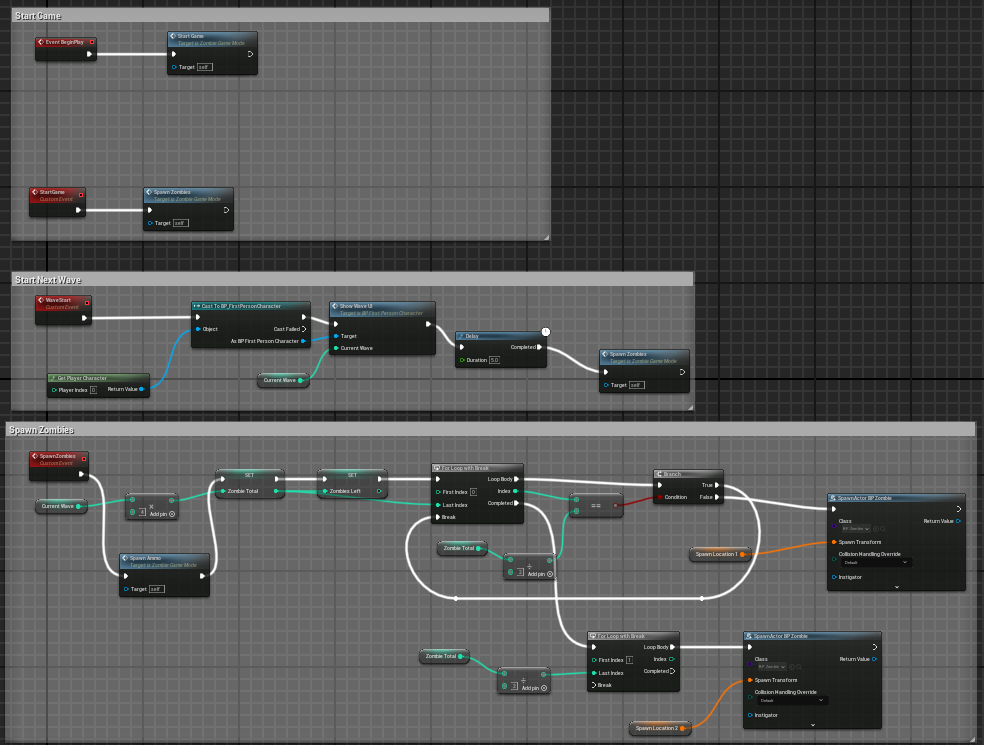 Start Game
Event BeginPlay
Start Game
Target is Zombie Game Mode
Target self
StartGame
Custom Event
Spawn Zombies
Target is Zombie Game Mode
Target self
Start Next Wave
WaveStart
Custom Event
Cast To BP_FirstPersonCharacter
Object
Cast Failed
As BP First Person Character
Get Player Character
Player Index 0
Return Value
Current Wave
Show Wave UI
Target is BP First Person Character
Target
Current Wave
Delay
Completed
Duration 5.0
Spawn Zombies
Target is Zombie Game Mode
Target self
Spawn Zombies
SpawnZombies
Custom Event
Current Wave
4
×
Add pin
Spawn Ammo
Target is Zombie Game Mode
Target self
SET
Zombie Total
SET
Zombies Left
For Loop with Break
Loop Body
First Index 0
Index
Last Index
Completed
Break
Zombie Total
÷
2
Add pin
==
Branch
True
Condition
False
Spawn Location 1
SpawnActor BP Zombie
Class
Return Value
BP Zombie
Spawn Transform
Collision Handling Override
Default
Instigator
Zombie Total
÷
2
Add pin
For Loop with Break
Loop Body
First Index 1
Index
Last Index
Completed
Break
Spawn Location 2
SpawnActor BP Zombie
Class
Return Value
BP Zombie
Spawn Transform
Collision Handling Override
Default
Instigator